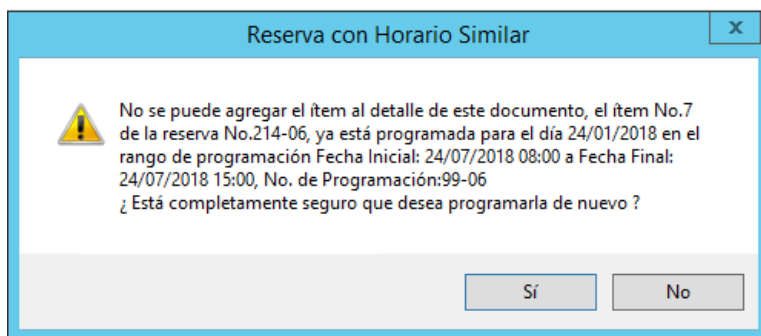 Reserva con Horario Similar
x
No se puede agregar el ítem al detalle de este documento, el ítem No.7
de la reserva No.214-06, ya está programada para el día 24/01/2018 en el
rango de programación Fecha Inicial: 24/07/2018 08:00 a Fecha Final:
24/07/2018 15:00, No. de Programación:99-06
¿ Está completamente seguro que desea programarla de nuevo ?
Sí
No